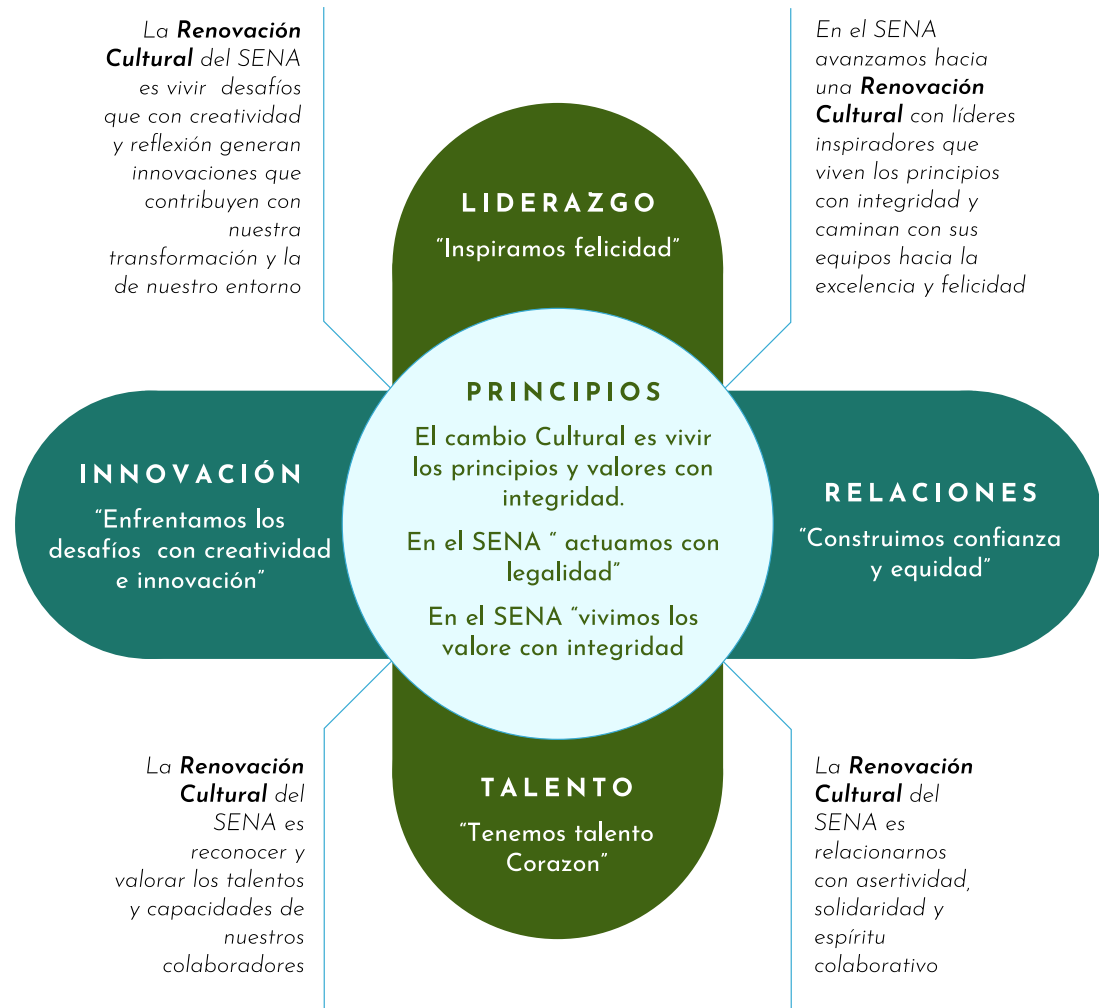 La Renovación
Cultural del SENA
es vivir desafíos
que con creatividad
y reflexión generan
innovaciones que
contribuyen con
nuestra
transformación y la
de nuestro entorno
En el SENA
avanzamos hacia
una Renovación
Cultural con líderes
inspiradores que
viven los principios
con integridad y
caminan con sus
equipos hacia la
excelencia y felicidad
LIDERAZGO
“Inspiramos felicidad”
INNOVACIÓN
“Enfrentamos los
desafíos con creatividad
e innovación”
PRINCIPIOS
El cambio Cultural es vivir
los principios y valores con
integridad.
En el SENA “ actuamos con
legalidad”
En el SENA “vivimos los
valore con integridad
RELACIONES
“Construimos confianza
y equidad”
TALENTO
“Tenemos talento
Corazon”
La Renovación
Cultural del
SENA es
reconocer y
valorar los talentos
y capacidades de
nuestros
colaboradores
La Renovación
Cultural del
SENA es
relacionarnos
con asertividad,
solidaridad y
espíritu
colaborativo